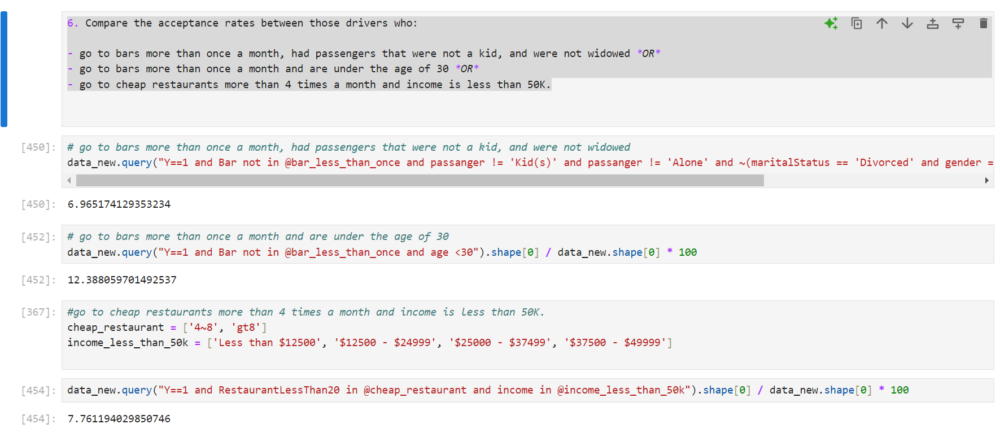 6. Compare the acceptance rates between those drivers who:
- go to bars more than once a month, had passengers that were not a kid, and were not widowed *OR*
- go to bars more than once a month and are under the age of 30 *OR*
- go to cheap restaurants more than 4 times a month and income is less than 50K.
[450]: # go to bars more than once a month, had passengers that were not a kid, and were not widowed
data_new.query("Y==1 and Bar not in @bar_less_than_once and passanger != 'Kid(s)' and passanger != 'Alone' and ~(maritalStatus == 'Divorced' and gender =
[450]: 6.965174129353234
[452]: # go to bars more than once a month and are under the age of 30
data_new.query("Y==1 and Bar not in @bar_less_than_once and age <30").shape[0] / data_new.shape[0] * 100
[452]: 12.388059701492537
[367]: #go to cheap restaurants more than 4 times a month and income is less than 50K.
cheap_restaurant = ['4~8', 'gt8']
income_less_than_50k = ['Less than $12500', '$12500 - $24999', '$25000 - $37499', '$37500 - $49999']
[454]: data_new.query("Y==1 and RestaurantLessThan20 in @cheap_restaurant and income in @income_less_than_50k").shape[0] / data_new.shape[0] * 100
[454]: 7.761194029850746